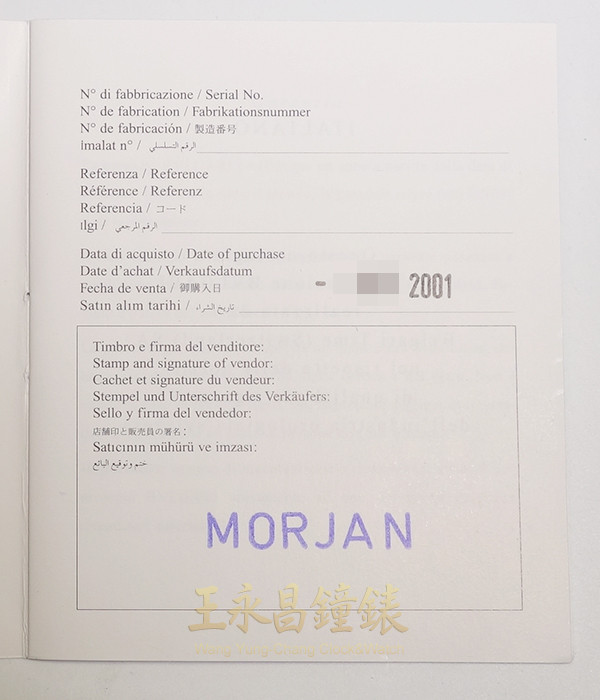 N° di fabbricazione / Serial No.
N° de fabrication / Fabrikationsnummer
N° de fabricación / 製造番号
İmalat n° / الرقم التسلسلي
Referenza / Reference
Référence / Referenz
Referencia / コード
İlgi / الرقم المرجعي
Data di acquisto / Date of purchase
Date d'achat / Verkaufsdatum
Fecha de venta / 御購入日
- 2001
Satın alım tarihi / تاريخ الشراء
Timbro e firma del venditore:
Stamp and signature of vendor:
Cachet et signature du vendeur:
Stempel und Unterschrift des Verkäufers:
Sello y firma del vendedor:
店舗印と販売員の署名:
Satıcının mühürü ve imzası:
ختم وتوقيع البائع
MORJAN
王永昌鐘錶